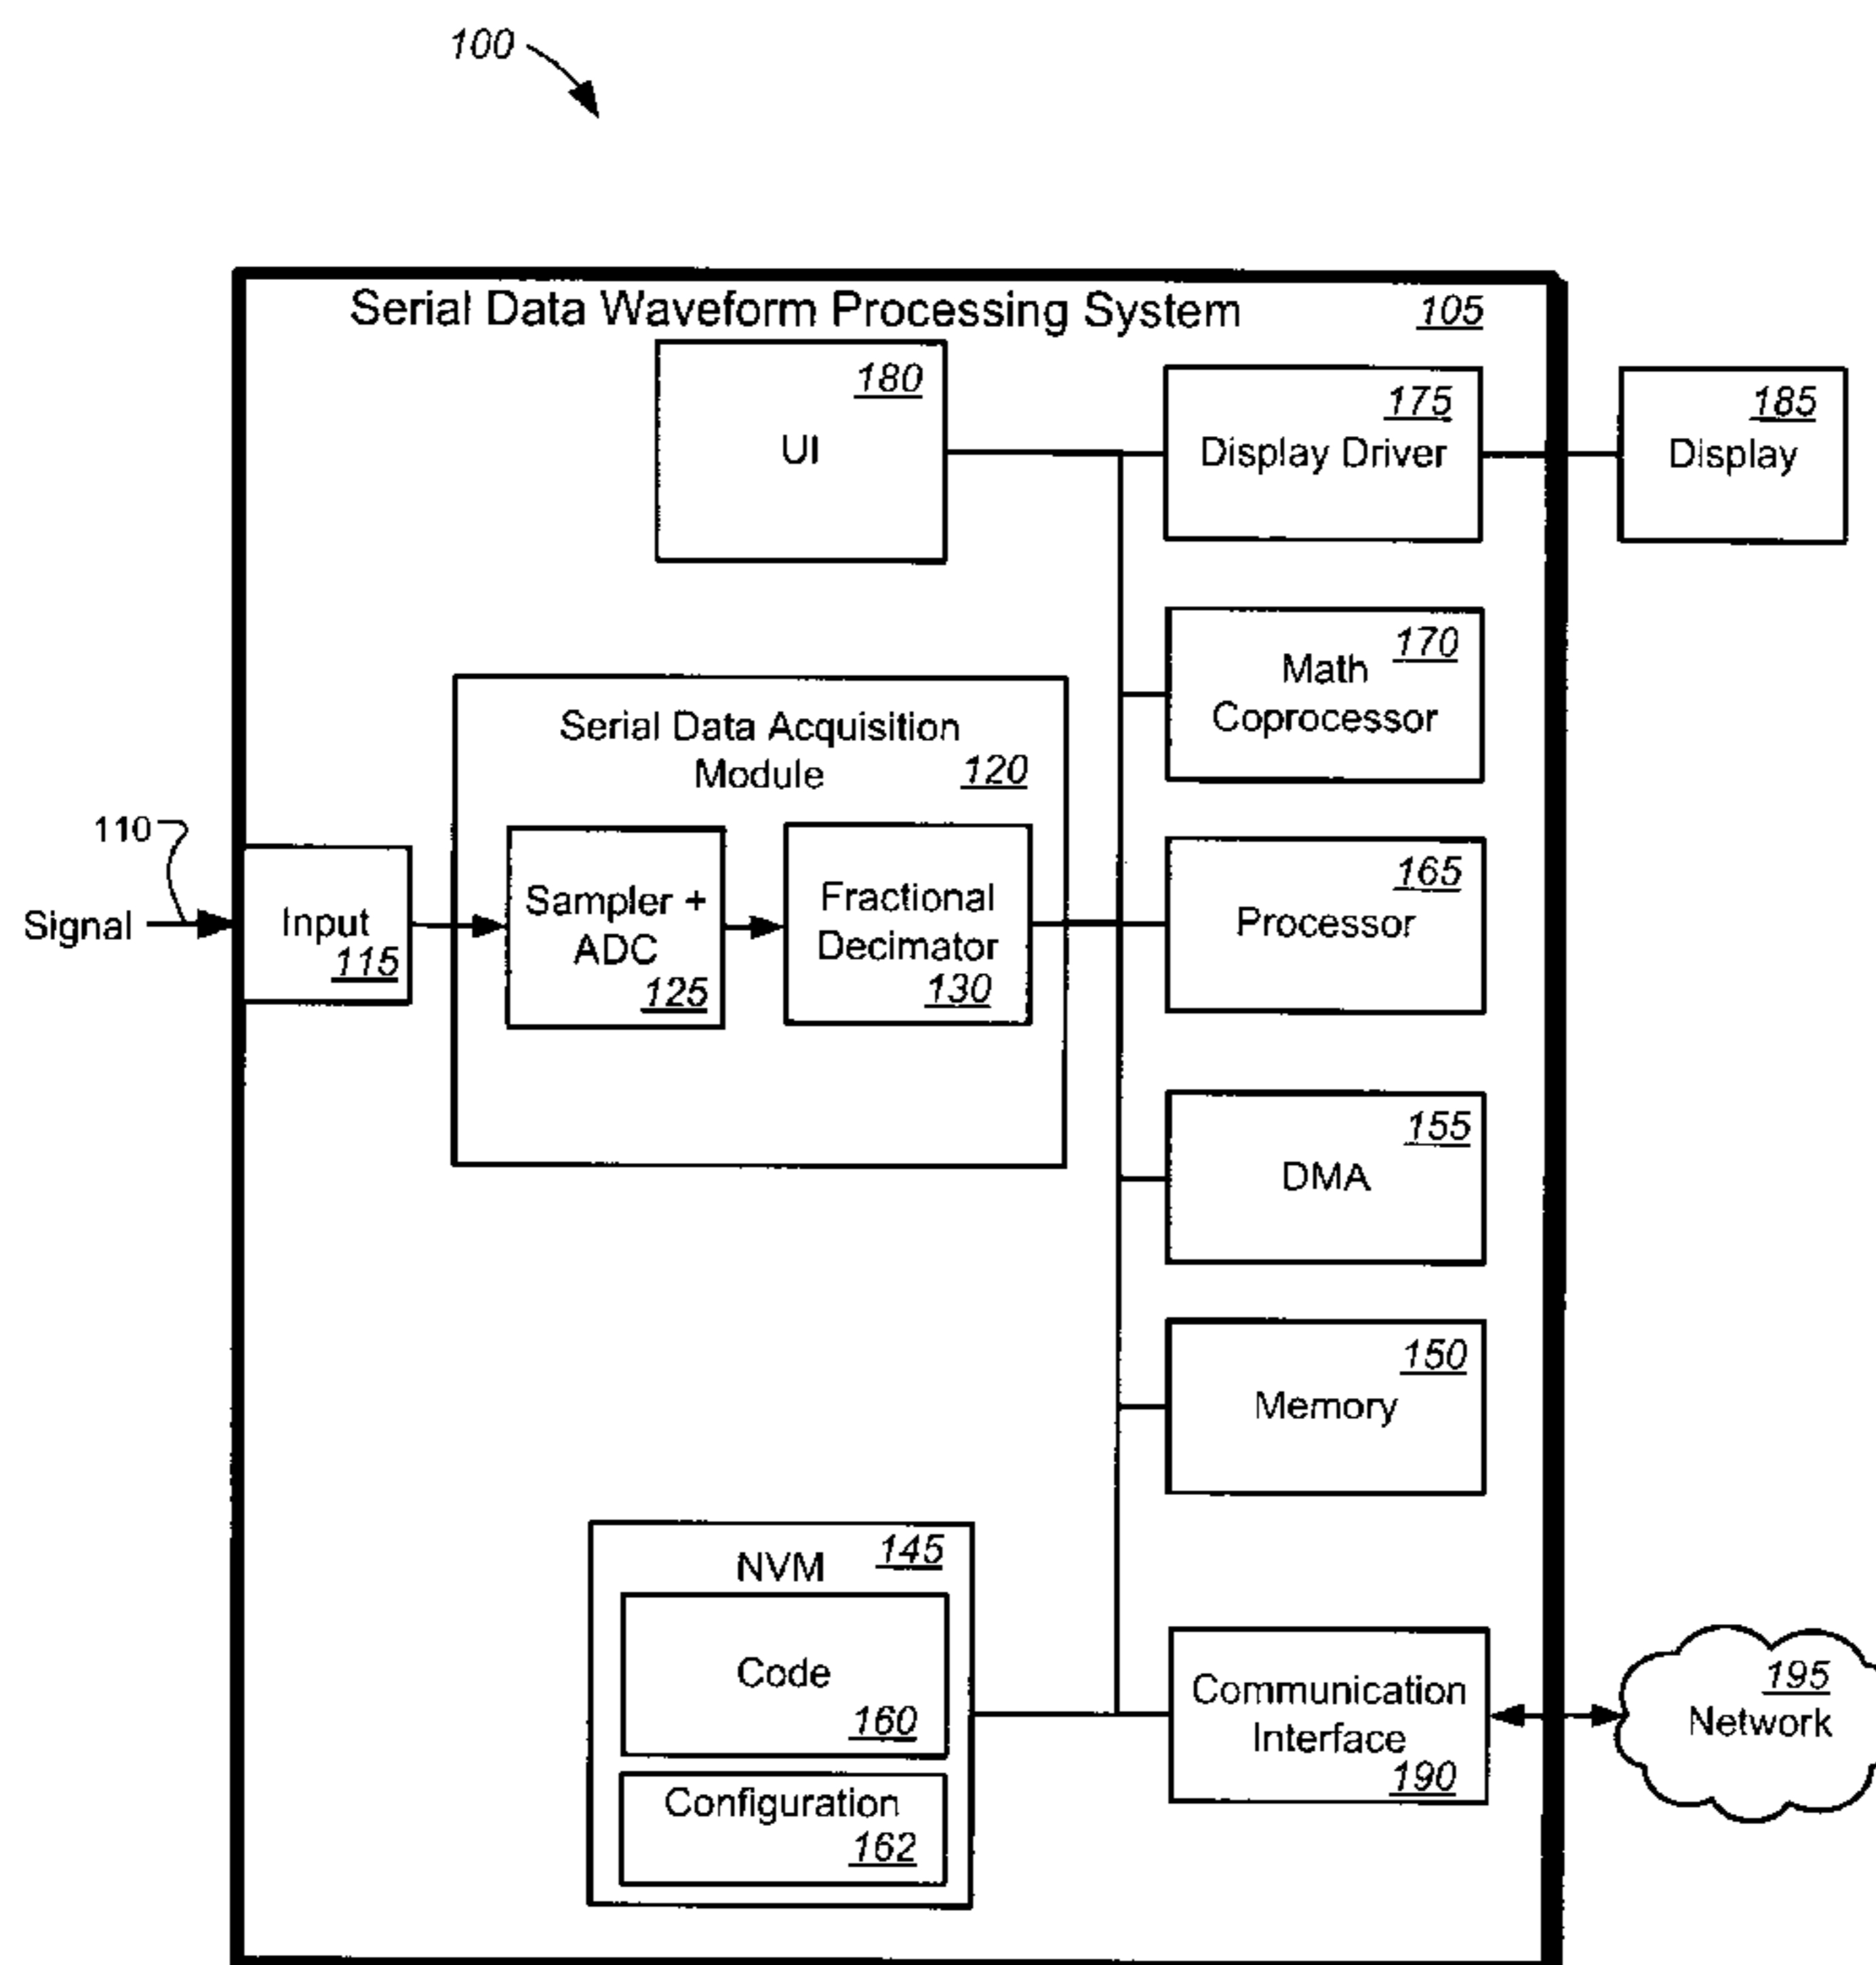 100
Serial Data Waveform Processing System 105
180
UI
175
Display Driver
185
Display
170
Math
Coprocessor
Serial Data Acquisition
Module 120
110
Signal
Input
115
Sampler +
ADC
125
Fractional
Decimator
130
165
Processor
155
DMA
150
Memory
145
NVM
Code
160
Configuration
162
Communication
Interface
190
195
Network